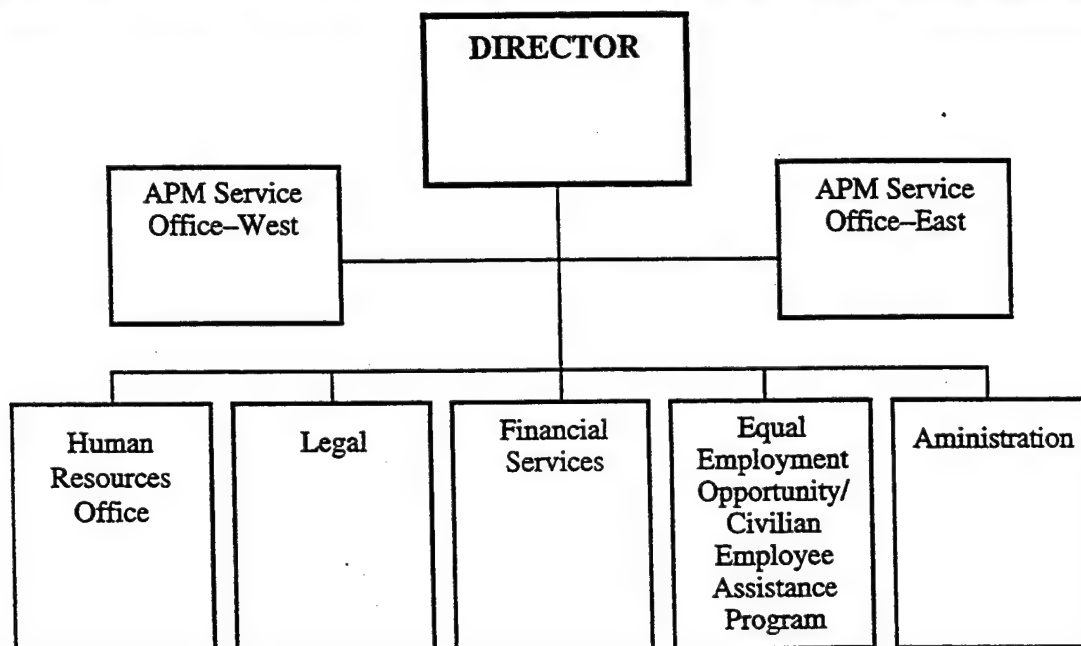 DIRECTOR
APM Service
Office–West
APM Service
Office–East
Human
Resources
Office
Legal
Financial
Services
Equal
Employment
Opportunity/
Civilian
Employee
Assistance
Program
Aministration